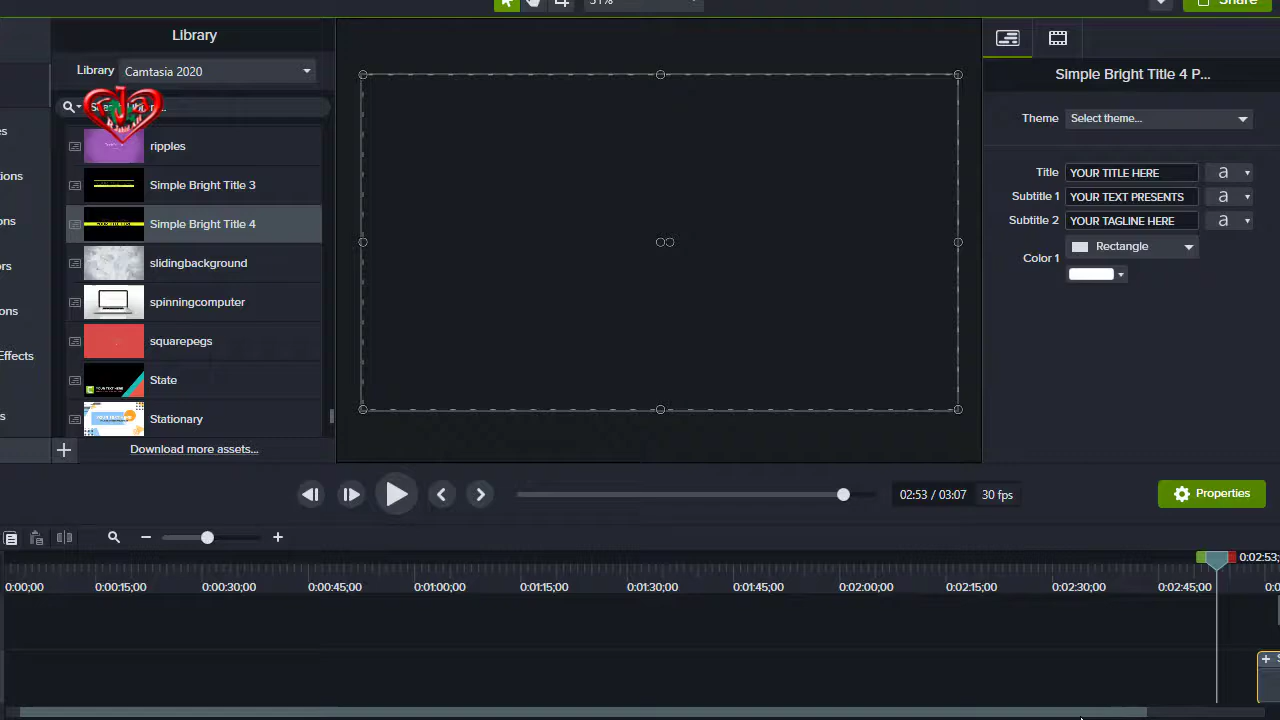 51%
Share
Library
Library Camtasia 2020
ripples
Simple Bright Title 3
Simple Bright Title 4
slidingbackground
spinningcomputer
squarepegs
State
Stationary
Effects
Download more assets...
Simple Bright Title 4 P...
Theme Select theme...
Title YOUR TITLE HERE a
Subtitle 1 YOUR TEXT PRESENTS a
Subtitle 2 YOUR TAGLINE HERE a
Color 1 Rectangle
02:53 / 03:07 30 fps
Properties
0:02:53;
0:00;00 0:00:15;00 0:00:30;00 0:00:45;00 0:01:00;00 0:01:15;00 0:01:30;00 0:01:45;00 0:02:00;00 0:02:15;00 0:02:30;00 0:02:45;00